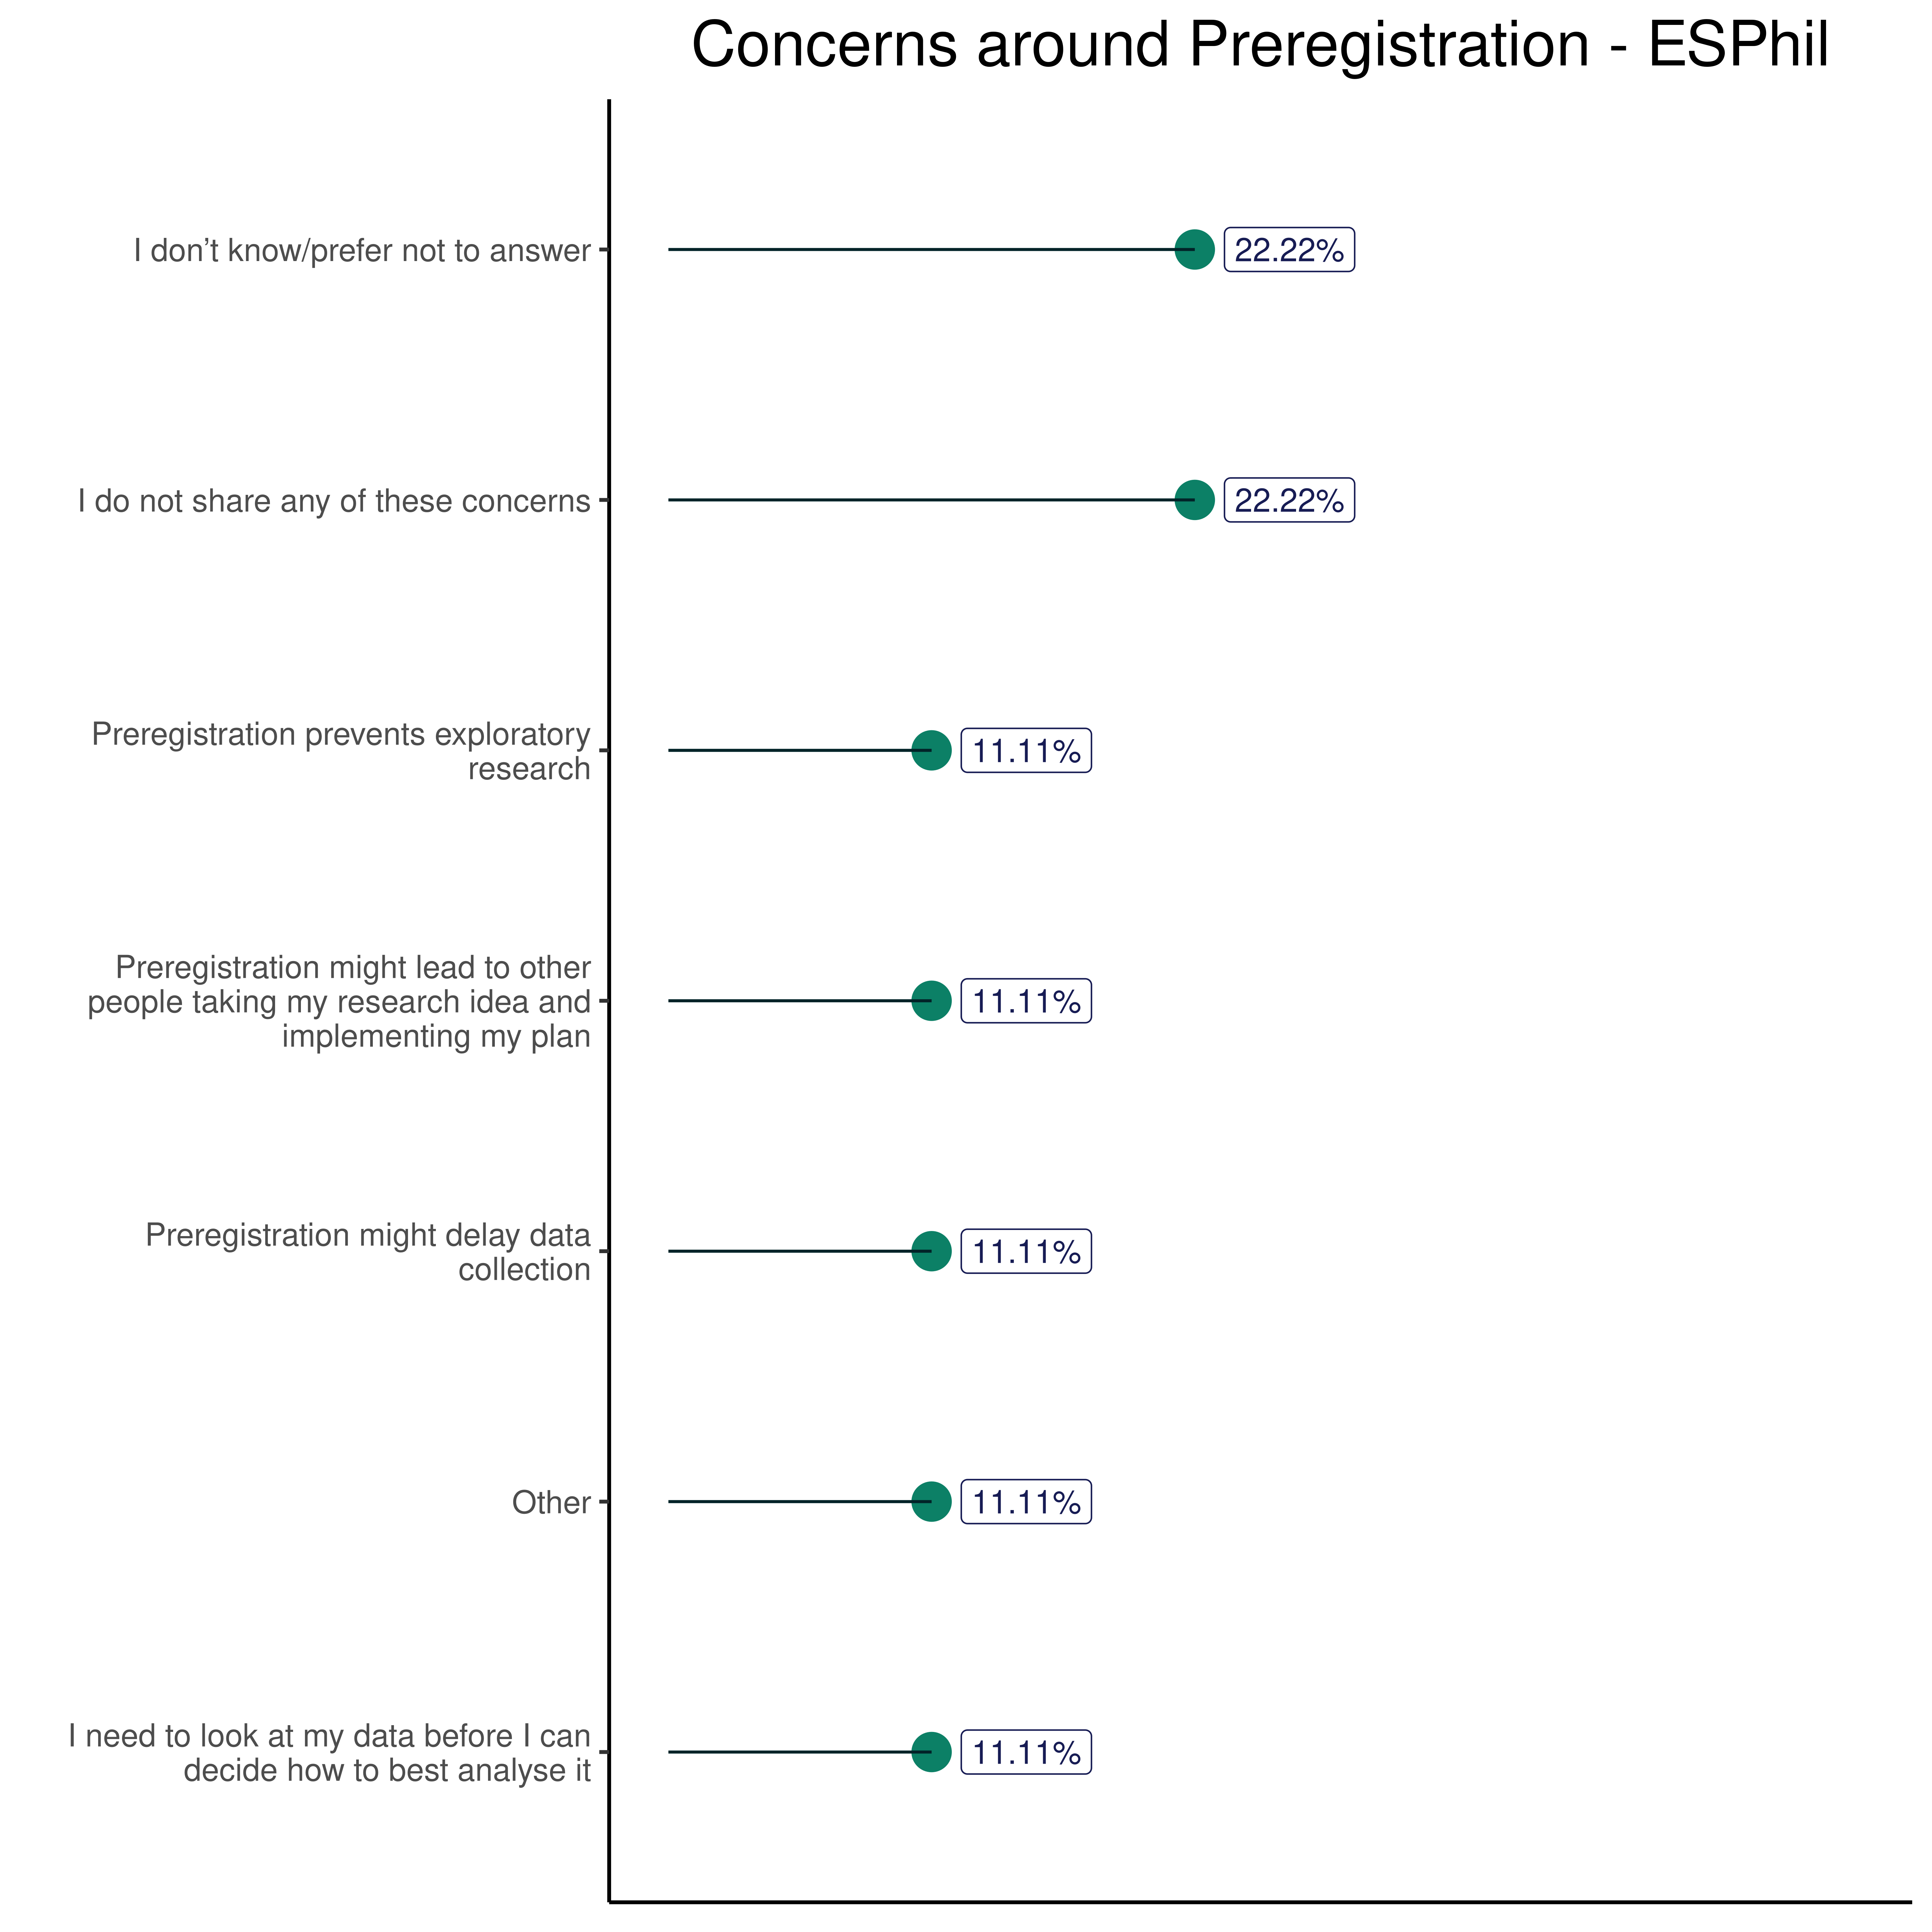 Concerns around Preregistration - ESPhil
I don’t know/prefer not to answer
22.22%
I do not share any of these concerns
22.22%
Preregistration prevents exploratory
research
11.11%
Preregistration might lead to other
people taking my research idea and
implementing my plan
11.11%
Preregistration might delay data
collection
11.11%
Other
11.11%
I need to look at my data before I can
decide how to best analyse it
11.11%